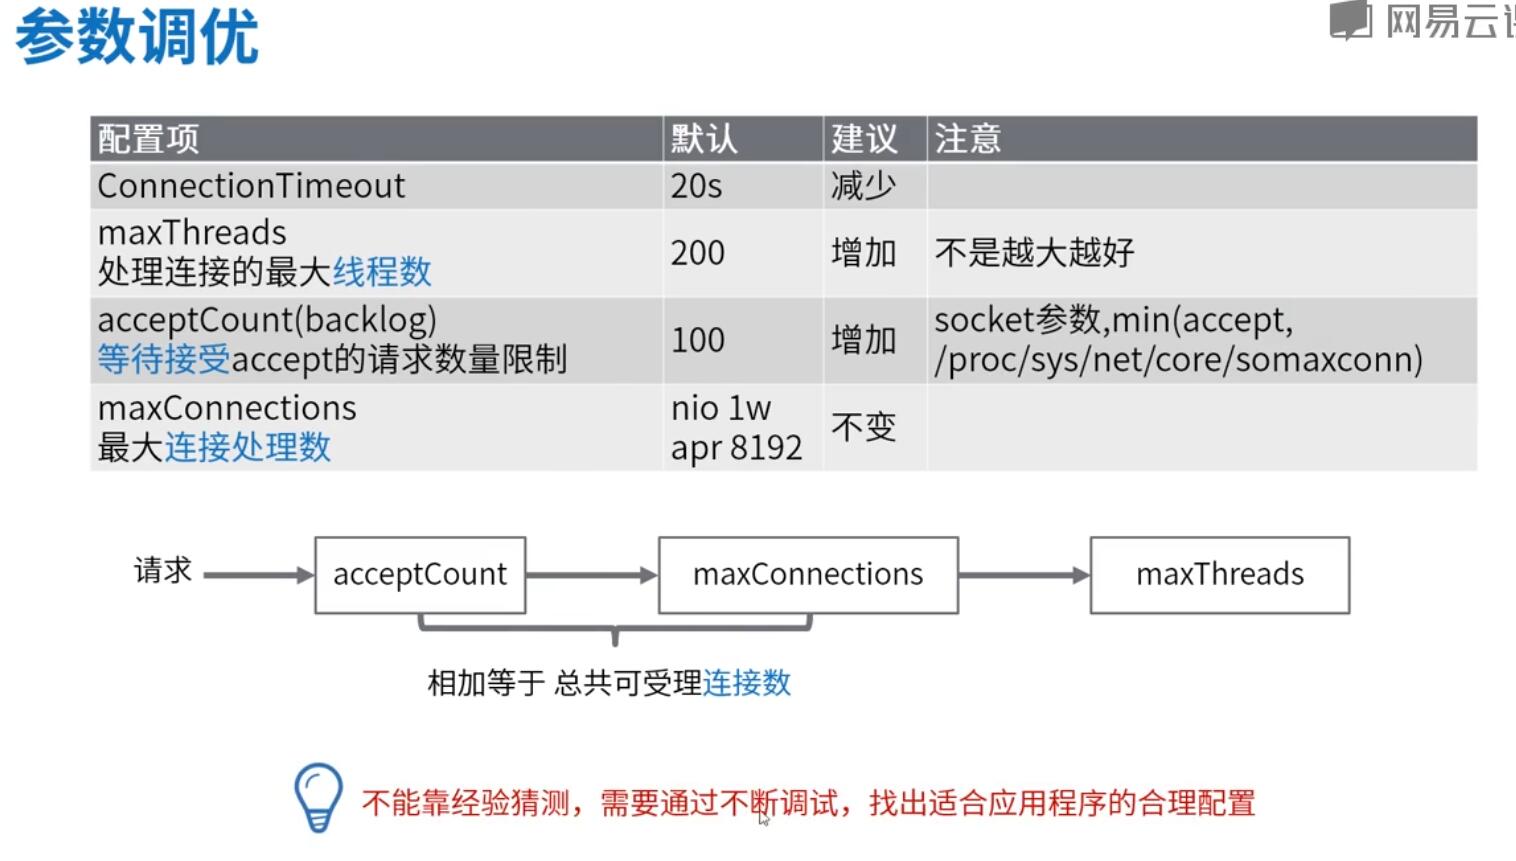 参数调优
网易云课
配置项 默认 建议 注意
ConnectionTimeout 20s 减少
maxThreads
处理连接的最大线程数 200 增加 不是越大越好
acceptCount(backlog)
等待接受accept的请求数量限制 100 增加 socket参数,min(accept,
/proc/sys/net/core/somaxconn)
maxConnections
最大连接处理数 nio 1w
apr 8192 不变
请求 acceptCount maxConnections maxThreads
相加等于 总共可受理连接数
不能靠经验猜测，需要通过不断调试，找出适合应用程序的合理配置